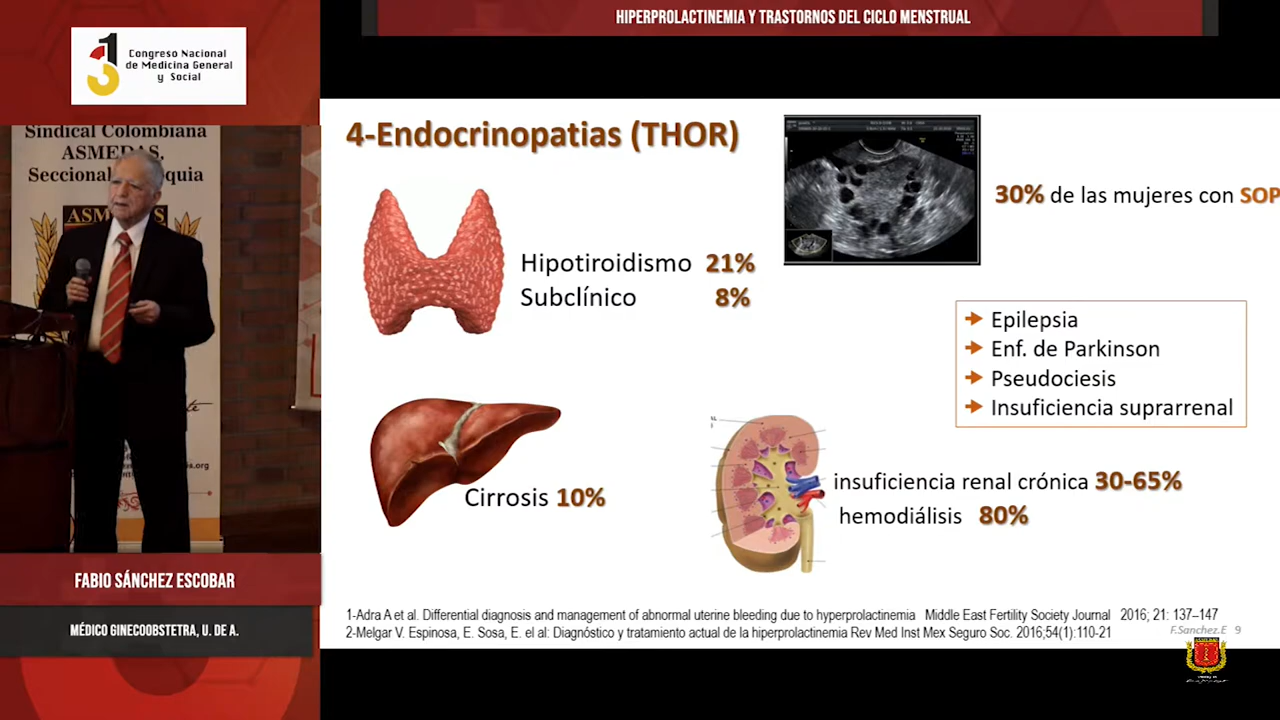 HIPERPROLACTINEMIA Y TRASTORNOS DEL CICLO MENSTRUAL
13
Congreso Nacional
de Medicina General
y Social
Sindical Colombiana
ASMEDAS.
Seccional
quia
4-Endocrinopatias (THOR)
30% de las mujeres con SOP
Hipotiroidismo 21%
Subclínico 8%
Epilepsia
Enf. de Parkinson
Pseudociesis
Insuficiencia suprarrenal
Cirrosis 10%
insuficiencia renal crónica 30-65%
hemodiálisis 80%
FABIO SÁNCHEZ ESCOBAR
MÉDICO GINECOOBSTETRA, U. DE A.
1-Adra A et al. Differential diagnosis and management of abnormal uterine bleeding due to hyperprolactinemia Middle East Fertility Society Journal 2016; 21: 137–147
2-Melgar V. Espinosa, E. Sosa, E. el al: Diagnóstico y tratamiento actual de la hiperprolactinemia Rev Med Inst Mex Seguro Soc. 2016;54(1):110-21
F.Sanchez.E 9